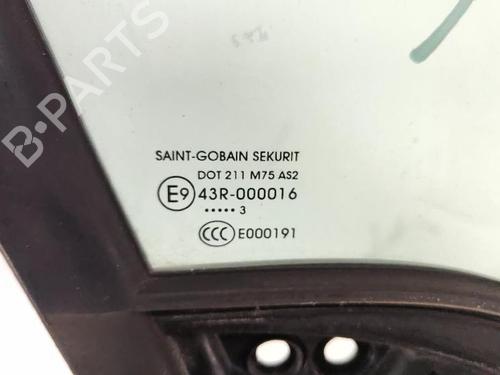 B-PARTS
SAINT-GOBAIN SEKURIT
DOT 211 M75 AS2
E9 43R-000016
····· 3
CCC E000191